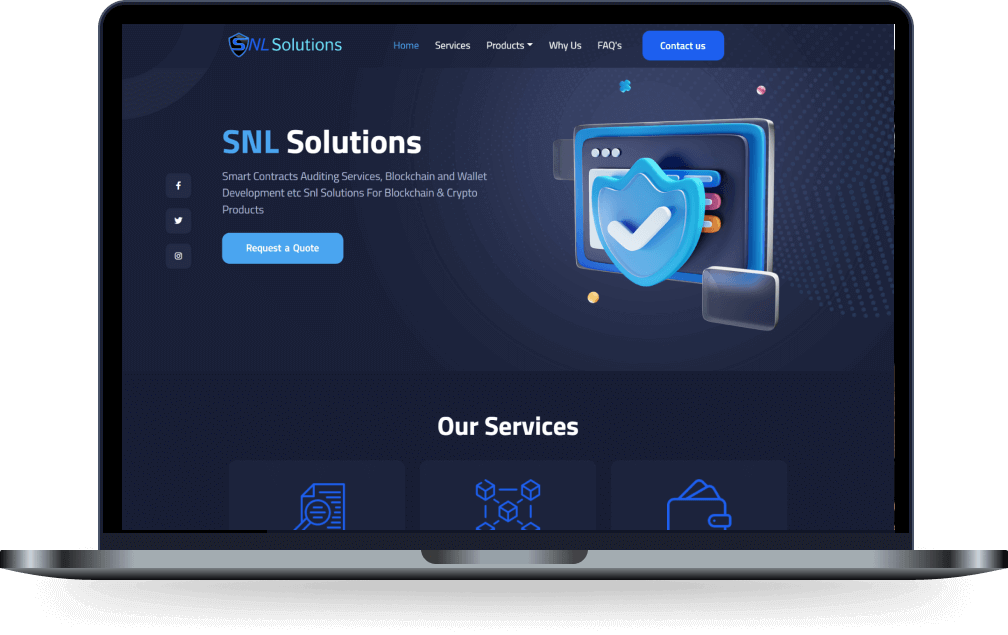 SNL Solutions
Home Services Products Why Us FAQ's Contact us
SNL Solutions
Smart Contracts Auditing Services, Blockchain and Wallet
Development etc Snl Solutions For Blockchain & Crypto
Products
Request a Quote
Our Services